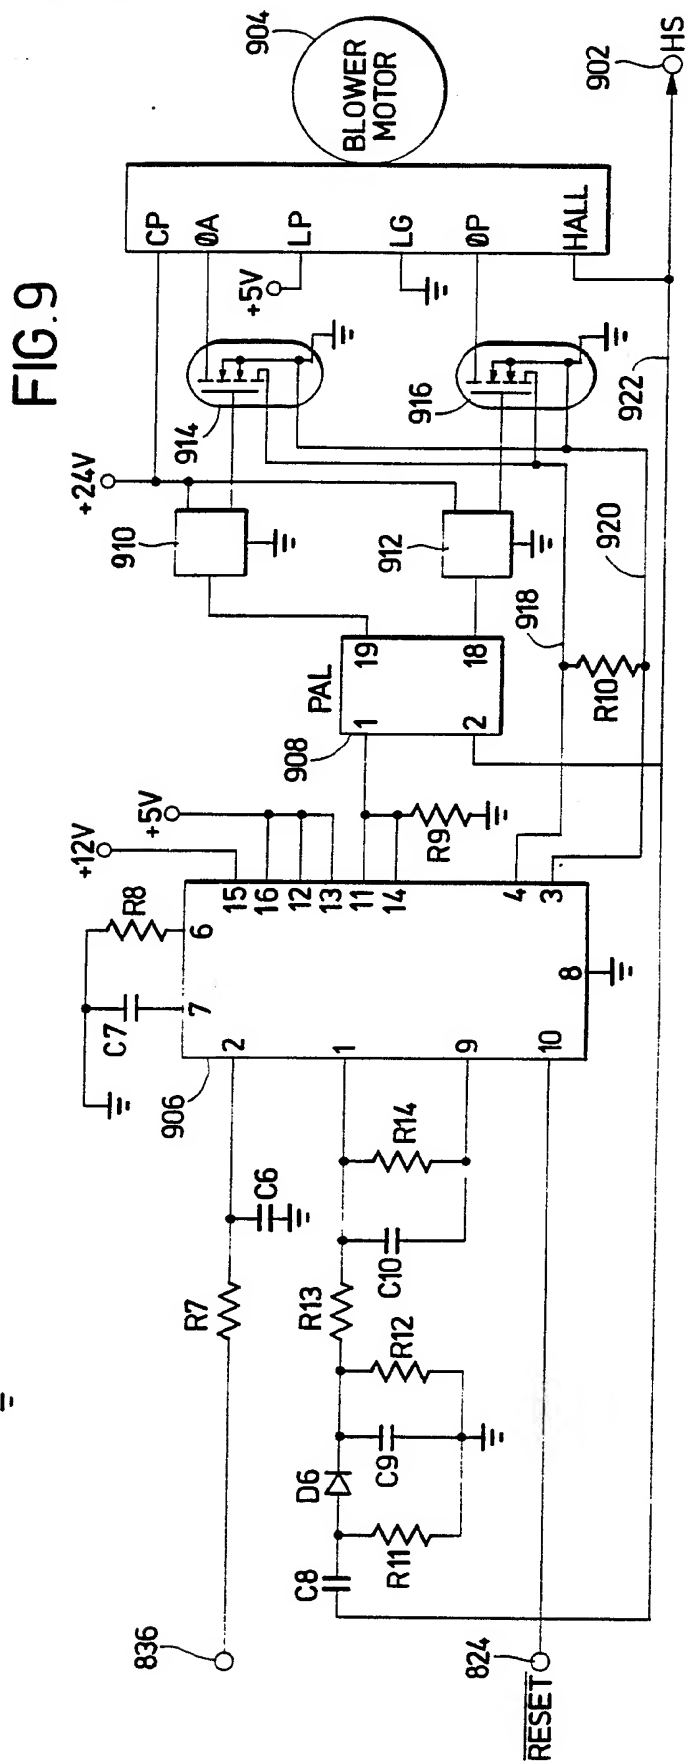 FIG.9
904
BLOWER
MOTOR
CP
ØA
LP
LG
ØP
HALL
902
HS
+5V
914
916
922
+24V
910
912
918
920
R10
PAL
908
1
19
2
18
+12V
+5V
R9
R8
C7
906
6
7
2
1
9
10
15
16
12
13
11
14
4
3
8
R7
C6
R14
C10
R13
R12
C9
D6
R11
C8
836
824
RESET